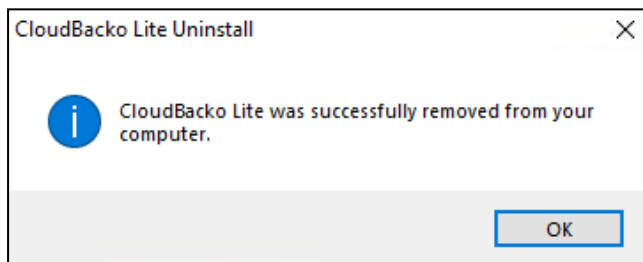 CloudBacko Lite Uninstall
CloudBacko Lite was successfully removed from your
computer.
OK